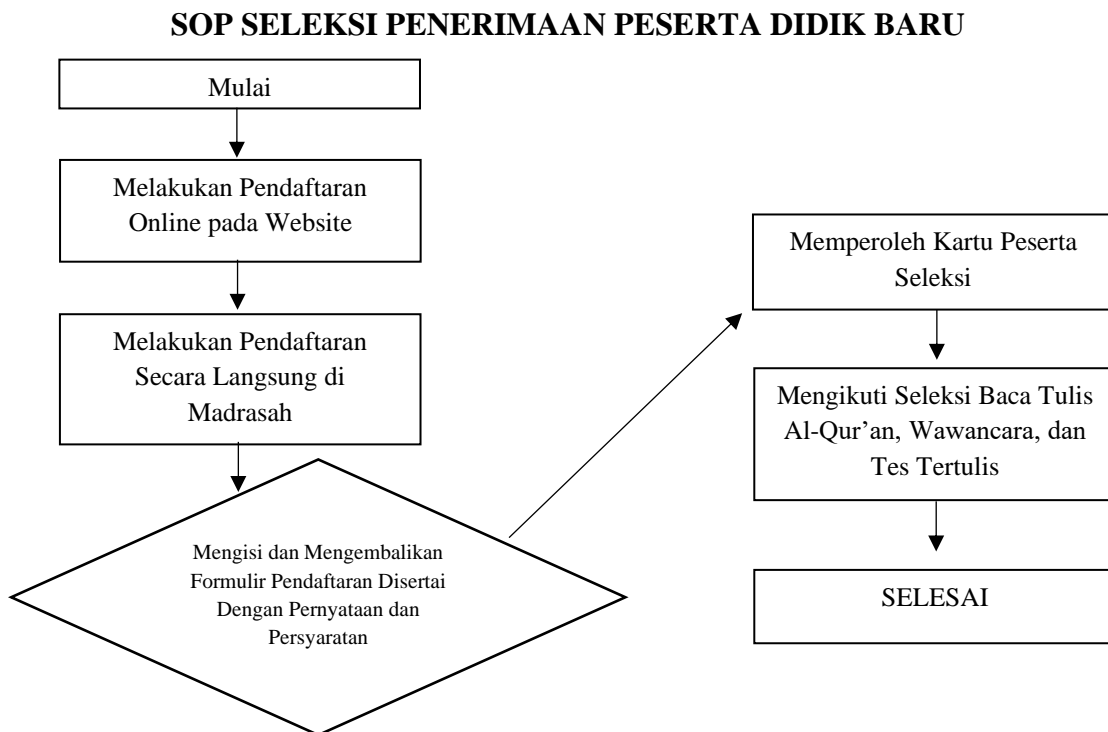 SOP SELEKSI PENERIMAAN PESERTA DIDIK BARU
Mulai
Melakukan Pendaftaran
Online pada Website
Melakukan Pendaftaran
Secara Langsung di
Madrasah
Mengisi dan Mengembalikan
Formulir Pendaftaran Disertai
Dengan Pernyataan dan
Persyaratan
Memperoleh Kartu Peserta
Seleksi
Mengikuti Seleksi Baca Tulis
Al-Qur’an, Wawancara, dan
Tes Tertulis
SELESAI